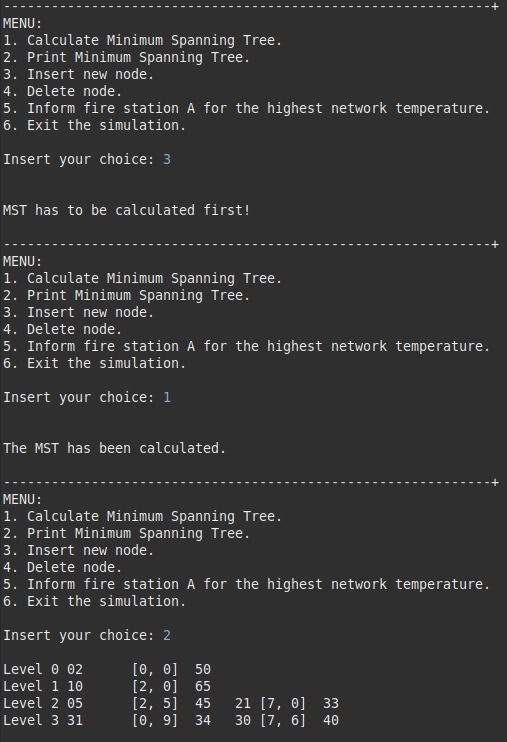 -------------------------------------------------------------+
MENU:
1. Calculate Minimum Spanning Tree.
2. Print Minimum Spanning Tree.
3. Insert new node.
4. Delete node.
5. Inform fire station A for the highest network temperature.
6. Exit the simulation.
Insert your choice: 3
MST has to be calculated first!
-------------------------------------------------------------+
MENU:
1. Calculate Minimum Spanning Tree.
2. Print Minimum Spanning Tree.
3. Insert new node.
4. Delete node.
5. Inform fire station A for the highest network temperature.
6. Exit the simulation.
Insert your choice: 1
The MST has been calculated.
-------------------------------------------------------------+
MENU:
1. Calculate Minimum Spanning Tree.
2. Print Minimum Spanning Tree.
3. Insert new node.
4. Delete node.
5. Inform fire station A for the highest network temperature.
6. Exit the simulation.
Insert your choice: 2
Level 0 02      [0, 0]  50
Level 1 10      [2, 0]  65
Level 2 05      [2, 5]  45   21 [7, 0]  33
Level 3 31      [0, 9]  34   30 [7, 6]  40